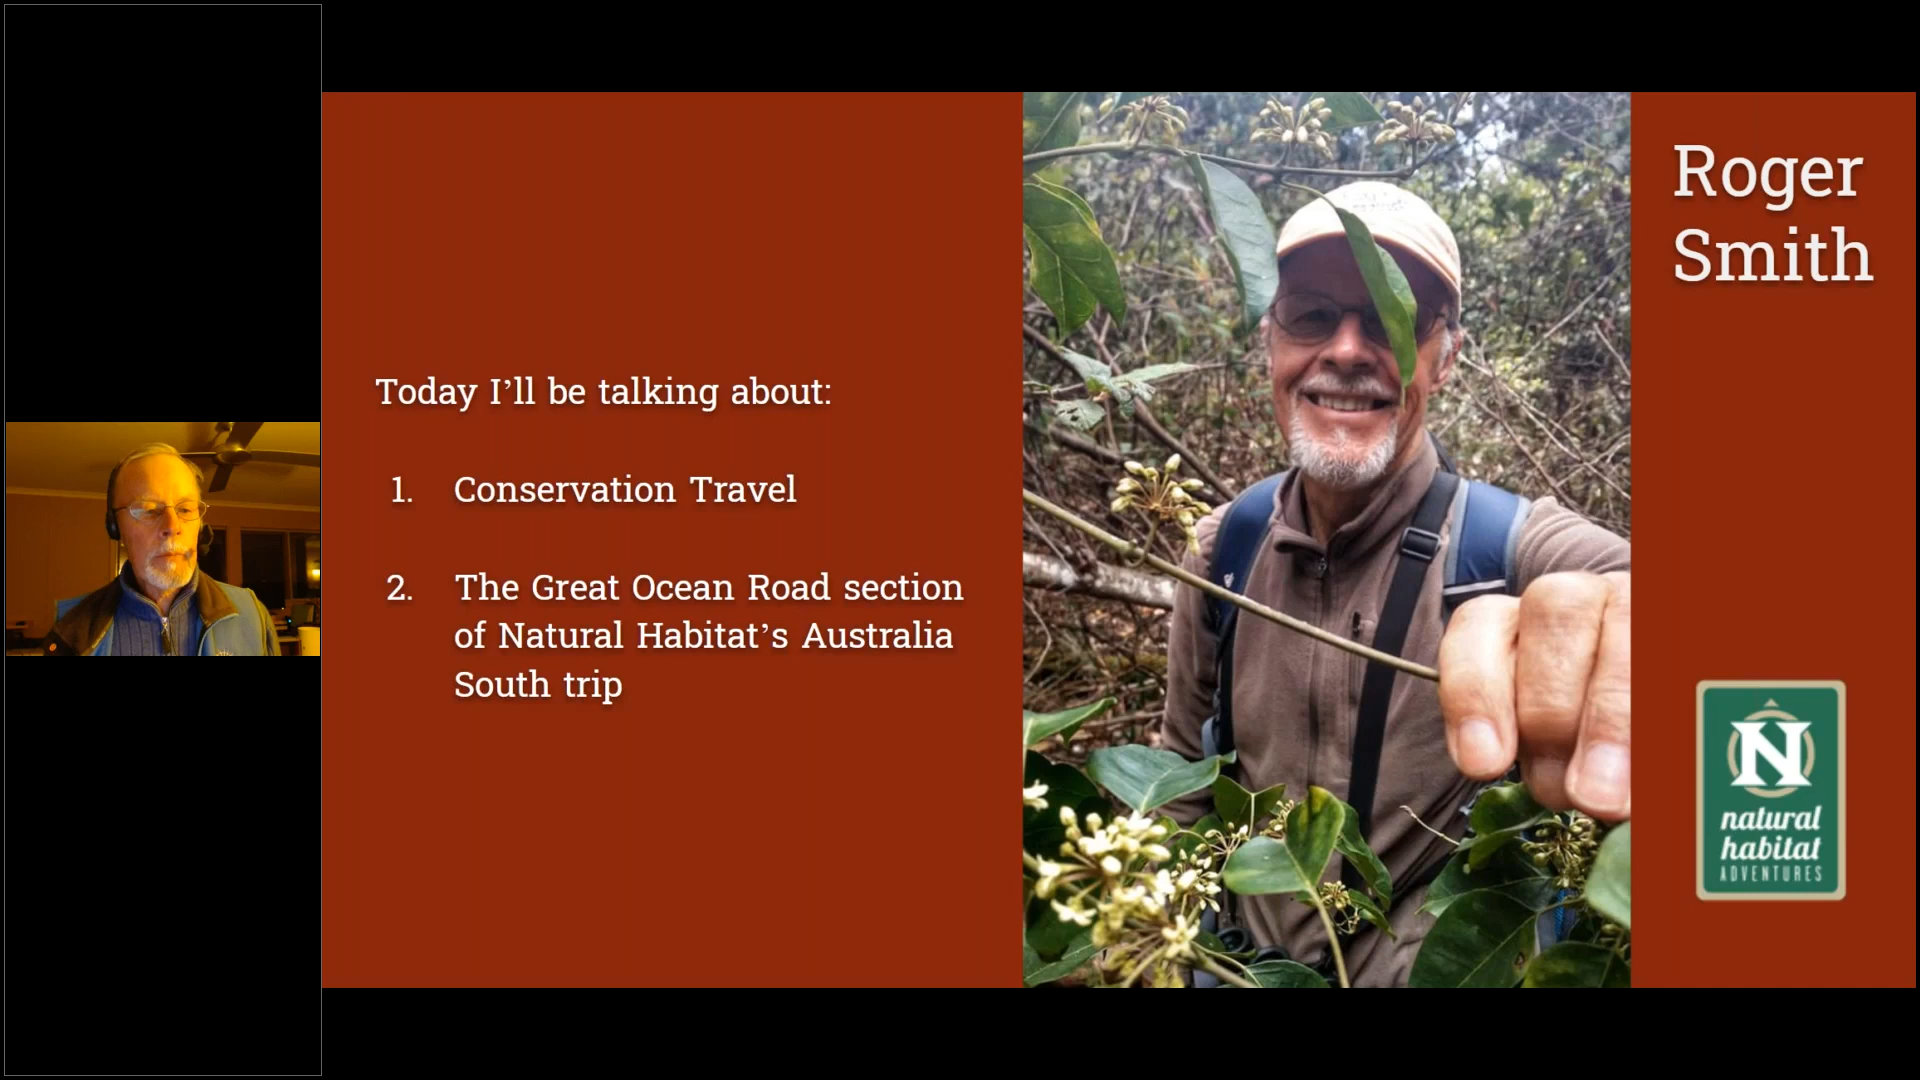 Today I’ll be talking about:
1. Conservation Travel
2. The Great Ocean Road section
of Natural Habitat’s Australia
South trip
Roger
Smith
N
natural
habitat
ADVENTURES